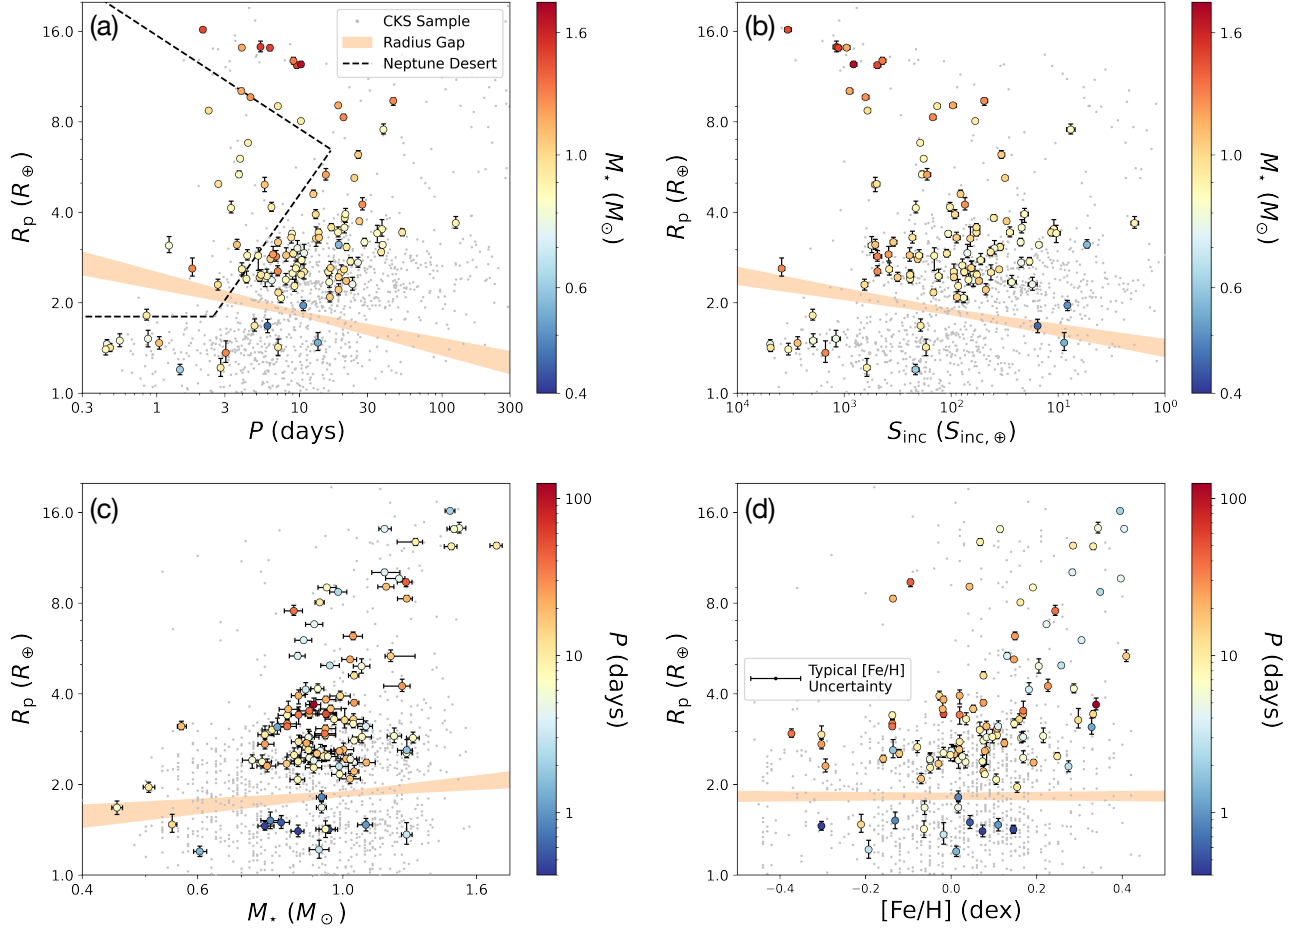 (a)
CKS Sample
Radius Gap
Neptune Desert
16.0
8.0
4.0
2.0
1.0
R_p (R_⊕)
0.3
1
3
10
30
100
300
P (days)
1.6
1.0
0.6
0.4
M_⋆ (M_⊙)
(b)
16.0
8.0
4.0
2.0
1.0
R_p (R_⊕)
10^4
10^3
10^2
10^1
10^0
S_inc (S_inc,⊕)
1.6
1.0
0.6
0.4
M_⋆ (M_⊙)
(c)
16.0
8.0
4.0
2.0
1.0
R_p (R_⊕)
0.4
0.6
1.0
1.6
M_⋆ (M_⊙)
100
10
1
P (days)
(d)
Typical [Fe/H]
Uncertainty
16.0
8.0
4.0
2.0
1.0
R_p (R_⊕)
−0.4
−0.2
0.0
0.2
0.4
[Fe/H] (dex)
100
10
1
P (days)